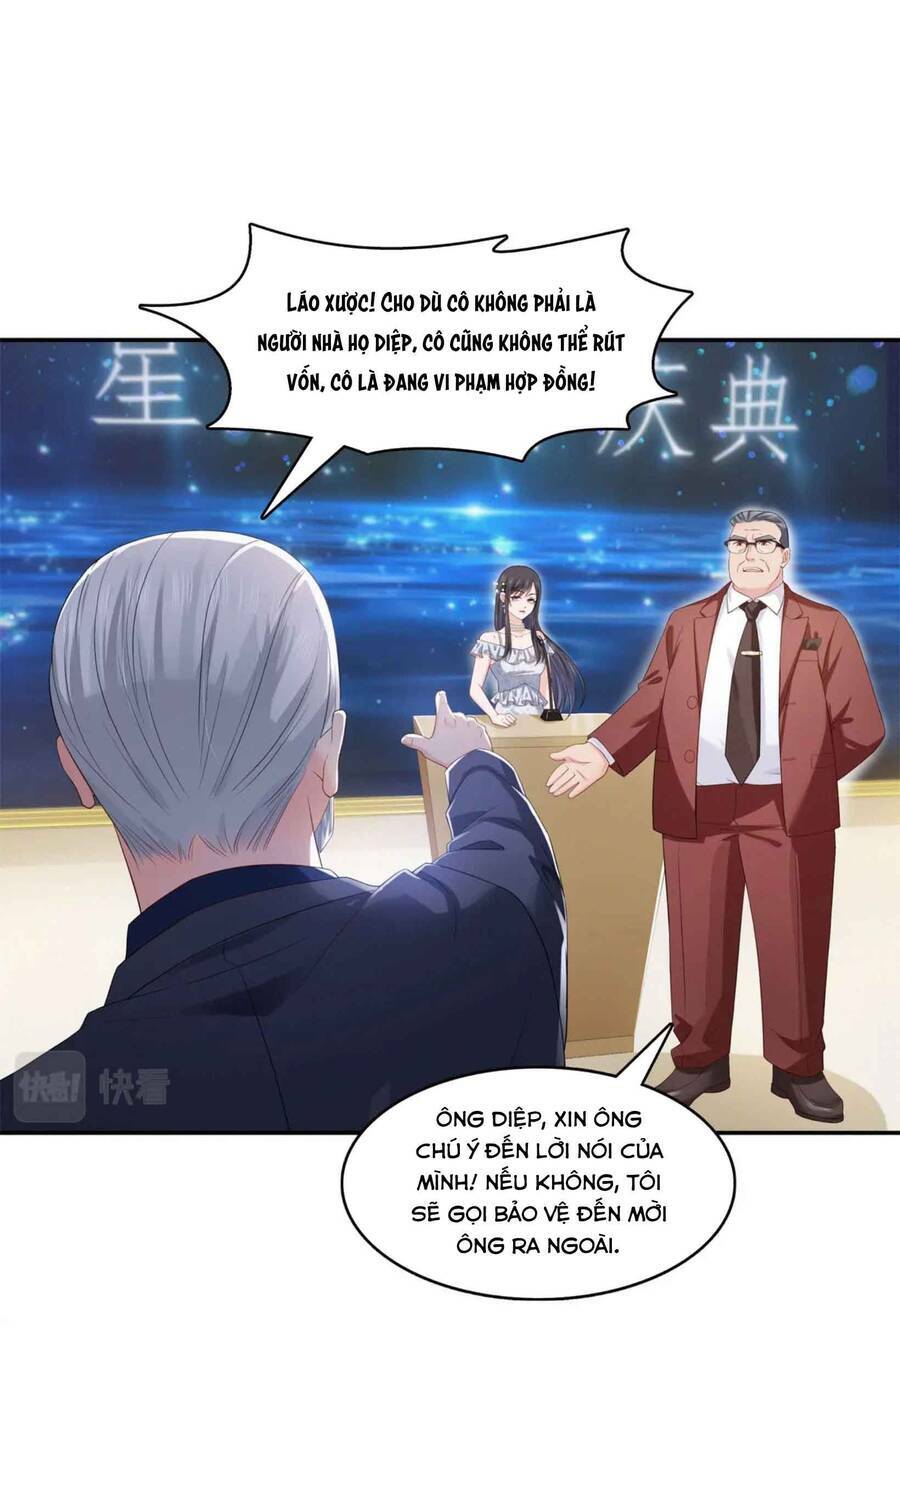 LÁO XƯỢC! CHO DÙ CÔ KHÔNG PHẢI LÀ
NGƯỜI NHÀ HỌ DIỆP, CÔ CŨNG KHÔNG THỂ RÚT
VỐN, CÔ LÀ ĐANG VI PHẠM HỢP ĐỒNG!
星 庆典
快看! 快看
ÔNG DIỆP, XIN ÔNG
CHÚ Ý ĐẾN LỜI NÓI CỦA
MÌNH! NẾU KHÔNG, TÔI
SẼ GỌI BẢO VỆ ĐẾN MỜI
ÔNG RA NGOÀI.